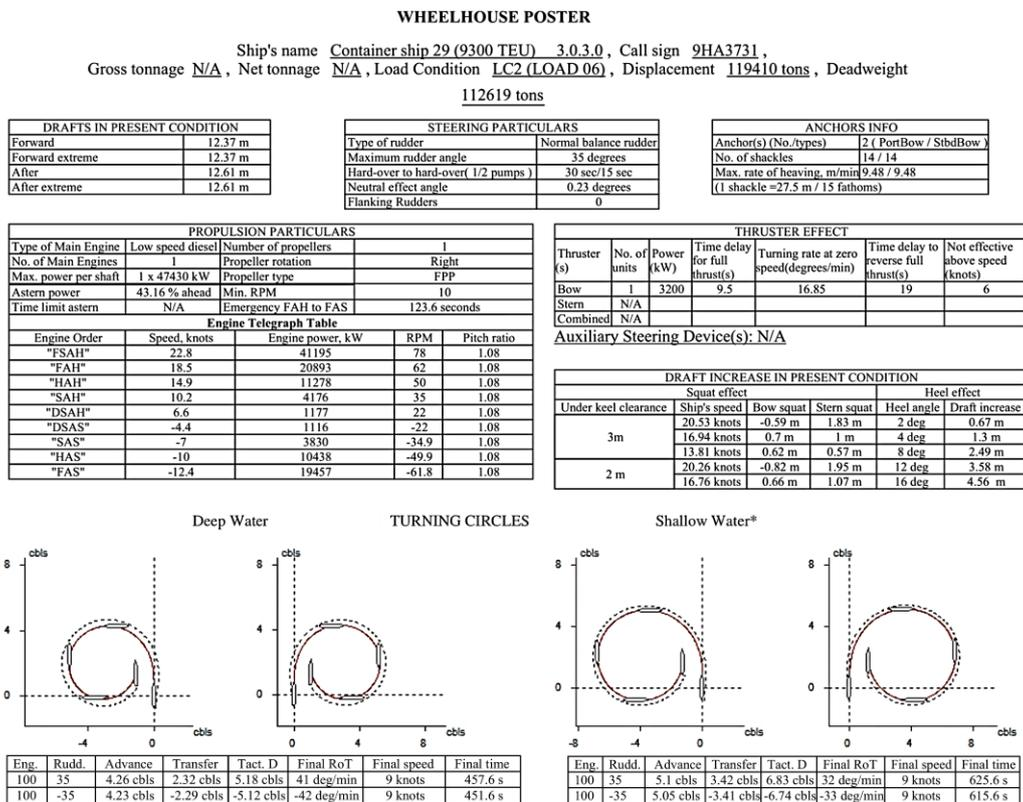 WHEELHOUSE POSTER
Ship's name Container ship 29 (9300 TEU) 3.0.3.0 , Call sign 9HA3731 ,
Gross tonnage N/A , Net tonnage N/A , Load Condition LC2 (LOAD 06) , Displacement 119410 tons , Deadweight
112619 tons
DRAFTS IN PRESENT CONDITION
Forward 12.37 m
Forward extreme 12.37 m
After 12.61 m
After extreme 12.61 m
STEERING PARTICULARS
Type of rudder Normal balance rudder
Maximum rudder angle 35 degrees
Hard-over to hard-over( 1/2 pumps ) 30 sec/15 sec
Neutral effect angle 0.23 degrees
Flanking Rudders 0
ANCHORS INFO
Anchor(s) (No./types) 2 ( PortBow / StbdBow )
No. of shackles 14 / 14
Max. rate of heaving, m/min 9.48 / 9.48
(1 shackle =27.5 m / 15 fathoms)
PROPULSION PARTICULARS
Type of Main Engine Low speed diesel Number of propellers 1
No. of Main Engines 1 Propeller rotation Right
Max. power per shaft 1 x 47430 kW Propeller type FPP
Astern power 43.16 % ahead Min. RPM 10
Time limit astern N/A Emergency FAH to FAS 123.6 seconds
Engine Telegraph Table
Engine Order Speed, knots Engine power, kW RPM Pitch ratio
"FSAH" 22.8 41195 78 1.08
"FAH" 18.5 20893 62 1.08
"HAH" 14.9 11278 50 1.08
"SAH" 10.2 4176 35 1.08
"DSAH" 6.6 1177 22 1.08
"DSAS" -4.4 1116 -22 1.08
"SAS" -7 3830 -34.9 1.08
"HAS" -10 10438 -49.9 1.08
"FAS" -12.4 19457 -61.8 1.08
THRUSTER EFFECT
Thruster (s) No. of units Power (kW) Time delay for full thrust(s) Turning rate at zero speed(degrees/min) Time delay to reverse full thrust(s) Not effective above speed (knots)
Bow 1 3200 9.5 16.85 19 6
Stern N/A
Combined N/A
Auxiliary Steering Device(s): N/A
DRAFT INCREASE IN PRESENT CONDITION
Squat effect Heel effect
Under keel clearance Ship's speed Bow squat Stern squat Heel angle Draft increase
3m 20.53 knots -0.59 m 1.83 m 2 deg 0.67 m
16.94 knots 0.7 m 1 m 4 deg 1.3 m
13.81 knots 0.62 m 0.57 m 8 deg 2.49 m
2 m 20.26 knots -0.82 m 1.95 m 12 deg 3.58 m
16.76 knots 0.66 m 1.07 m 16 deg 4.56 m
Deep Water TURNING CIRCLES Shallow Water*
cbls
8
4
0
-4 0 cbls
cbls
8
4
0
0 4 8 cbls
cbls
8
4
0
-8 -4 0 cbls
cbls
8
4
0
0 4 8 cbls
Eng. Rudd. Advance Transfer Tact. D Final RoT Final speed Final time
100 35 4.26 cbls 2.32 cbls 5.18 cbls 41 deg/min 9 knots 457.6 s
100 -35 4.23 cbls -2.29 cbls -5.12 cbls -42 deg/min 9 knots 451.6 s
Eng. Rudd. Advance Transfer Tact. D Final RoT Final speed Final time
100 35 5.1 cbls 3.42 cbls 6.83 cbls 32 deg/min 9 knots 625.6 s
100 -35 5.05 cbls -3.41 cbls -6.74 cbls -33 deg/min 9 knots 615.6 s